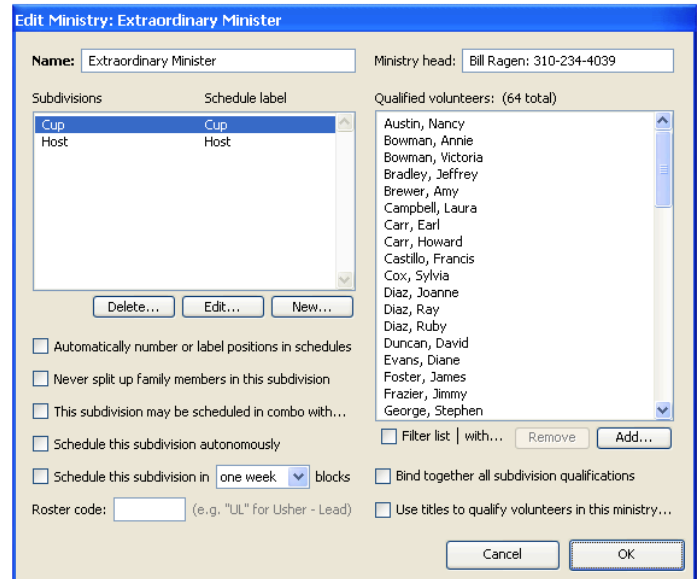 Edit Ministry: Extraordinary Minister
Name: Extraordinary Minister
Ministry head: Bill Ragen: 310-234-4039
Subdivisions Schedule label
Cup Cup
Host Host
Delete... Edit... New...
Automatically number or label positions in schedules
Never split up family members in this subdivision
This subdivision may be scheduled in combo with...
Schedule this subdivision autonomously
Schedule this subdivision in one week blocks
Roster code: (e.g. "UL" for Usher - Lead)
Qualified volunteers: (64 total)
Austin, Nancy
Bowman, Annie
Bowman, Victoria
Bradley, Jeffrey
Brewer, Amy
Campbell, Laura
Carr, Earl
Carr, Howard
Castillo, Francis
Cox, Sylvia
Diaz, Joanne
Diaz, Ray
Diaz, Ruby
Duncan, David
Evans, Diane
Foster, James
Frazier, Jimmy
George, Stephen
Filter list | with... Remove Add...
Bind together all subdivision qualifications
Use titles to qualify volunteers in this ministry...
Cancel OK